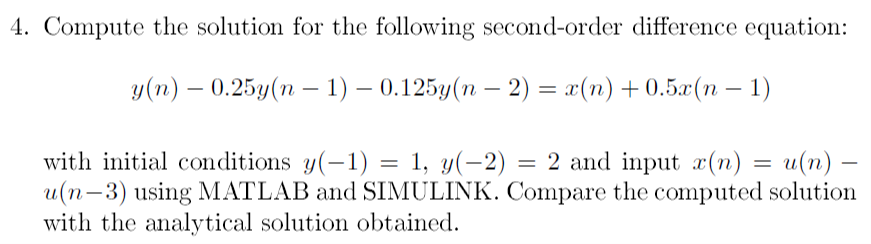 4. Compute the solution for the following second-order difference equation:
y(n) − 0.25y(n − 1) − 0.125y(n − 2) = x(n) + 0.5x(n − 1)
with initial conditions y(−1) = 1, y(−2) = 2 and input x(n) = u(n) −
u(n−3) using MATLAB and SIMULINK. Compare the computed solution
with the analytical solution obtained.